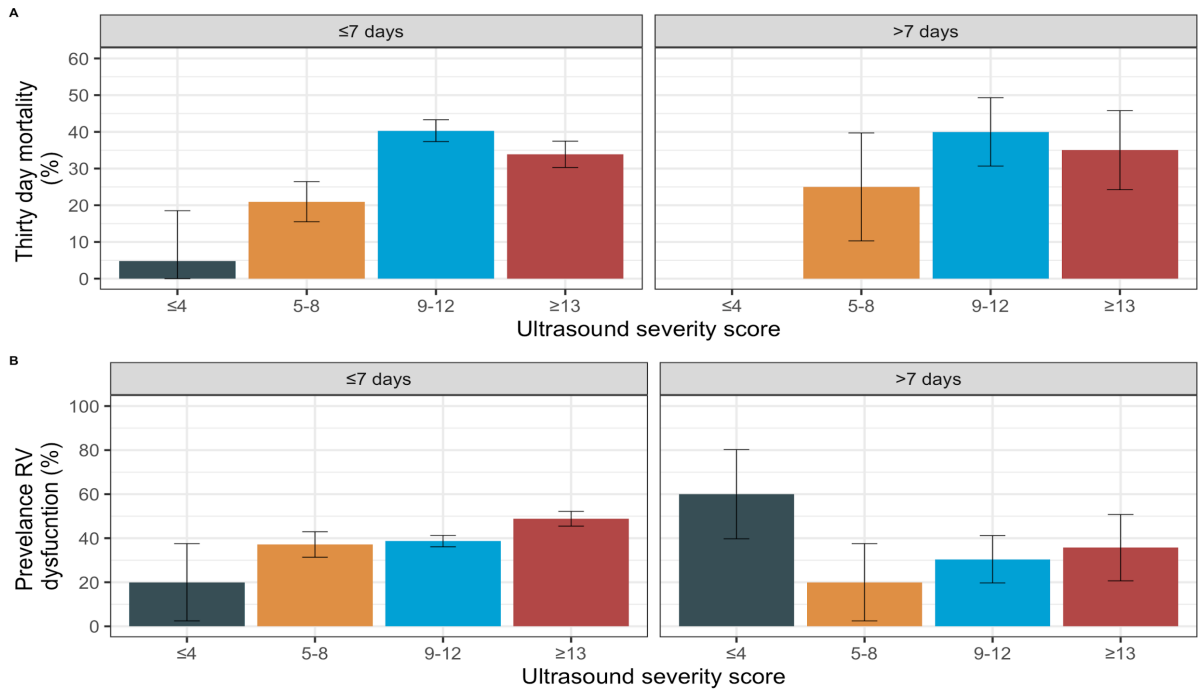 A
≤7 days
>7 days
Thirty day mortality
(%)
60
50
40
30
20
10
0
≤4
5-8
9-12
≥13
≤4
5-8
9-12
≥13
Ultrasound severity score
B
≤7 days
>7 days
Prevelance RV
dysfucntion (%)
100
80
60
40
20
0
≤4
5-8
9-12
≥13
≤4
5-8
9-12
≥13
Ultrasound severity score